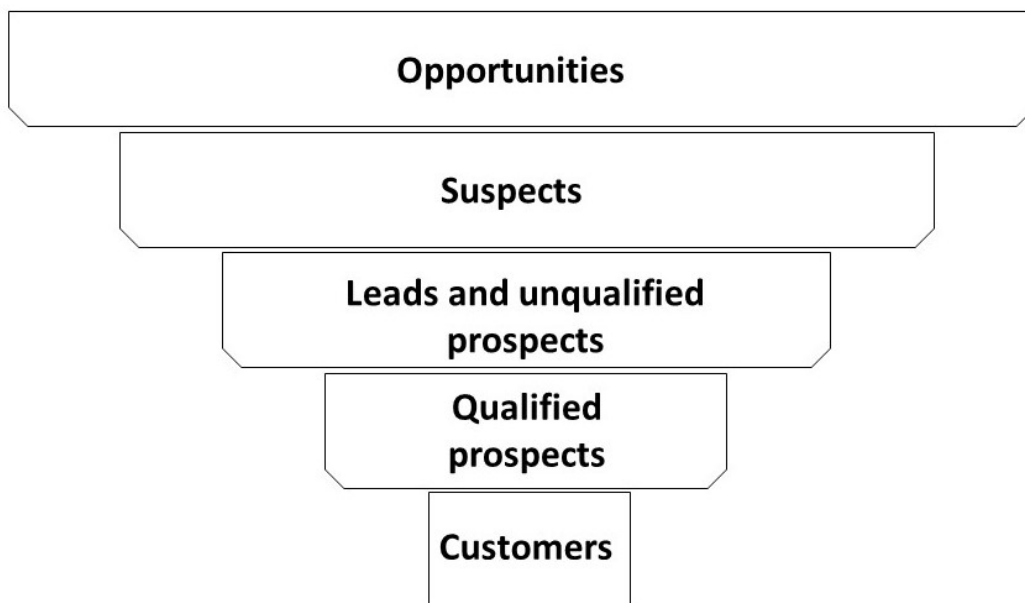 Opportunities
Suspects
Leads and unqualified
prospects
Qualified
prospects
Customers